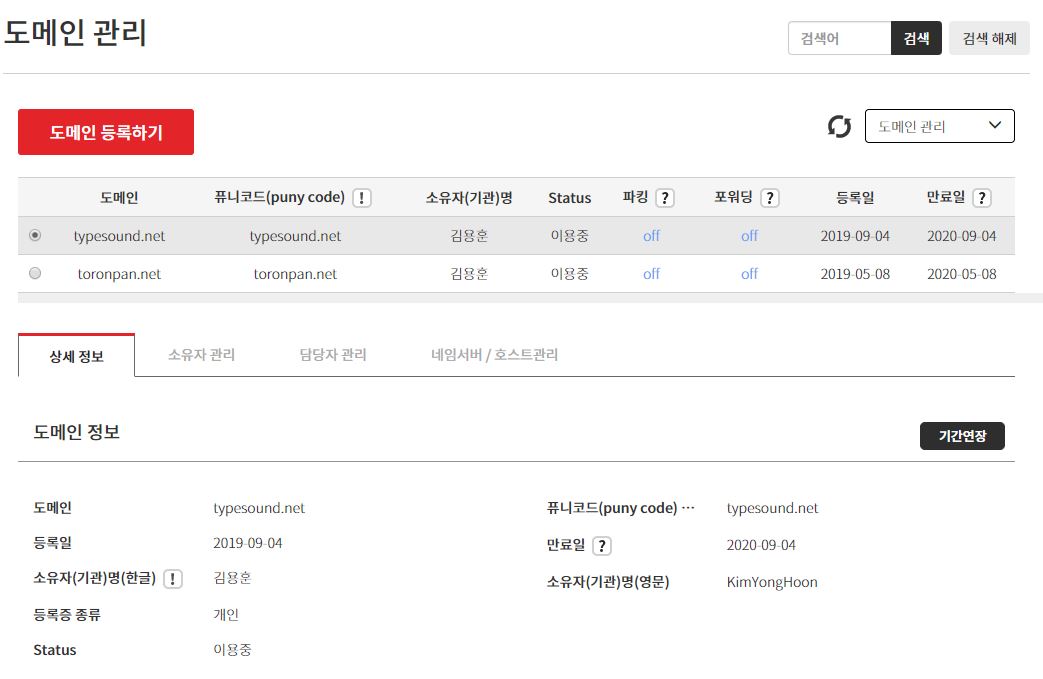 도메인 관리
검색어 검색 검색 해제
도메인 등록하기 도메인 관리
도메인 퓨니코드(puny code) ! 소유자(기관)명 Status 파킹 ? 포워딩 ? 등록일 만료일 ?
typesound.net typesound.net 김용훈 이용중 off off 2019-09-04 2020-09-04
toronpan.net toronpan.net 김용훈 이용중 off off 2019-05-08 2020-05-08
상세 정보 소유자 관리 담당자 관리 네임서버 / 호스트관리
도메인 정보 기간연장
도메인 typesound.net 퓨니코드(puny code) ··· typesound.net
등록일 2019-09-04 만료일 ? 2020-09-04
소유자(기관)명(한글) ! 김용훈 소유자(기관)명(영문) KimYongHoon
등록증 종류 개인
Status 이용중